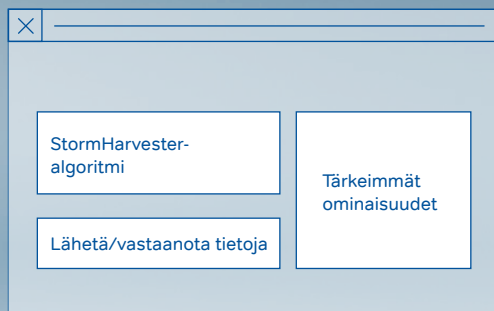 StormHarvester-
algoritmi
Lähetä/vastaanota tietoja
Tärkeimmät
ominaisuudet